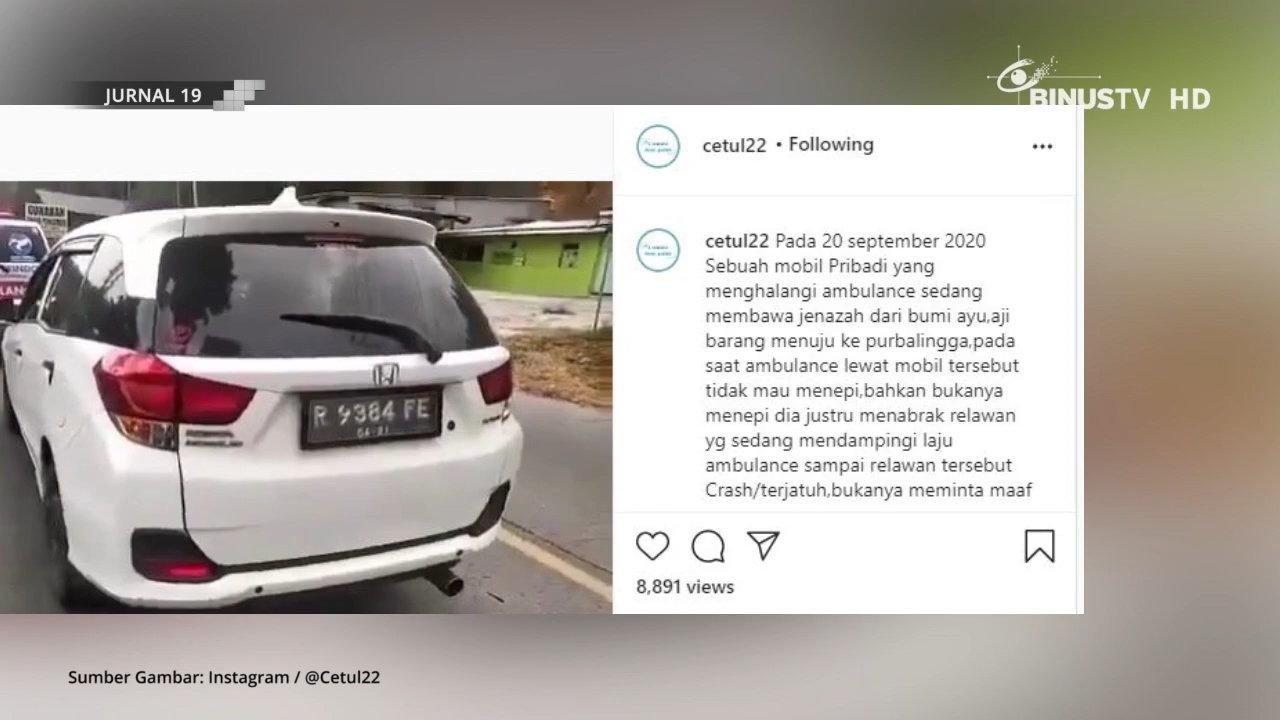 JURNAL 19
BINUSTV HD
cetul22 • Following
cetul22 Pada 20 september 2020
Sebuah mobil Pribadi yang
menghalangi ambulance sedang
membawa jenazah dari bumi ayu,aji
barang menuju ke purbalingga,pada
saat ambulance lewat mobil tersebut
tidak mau menepi,bahkan bukanya
menepi dia justru menabrak relawan
yg sedang mendampingi laju
ambulance sampai relawan tersebut
Crash/terjatuh,bukanya meminta maaf
8,891 views
R 9384 FE
Sumber Gambar: Instagram / @Cetul22